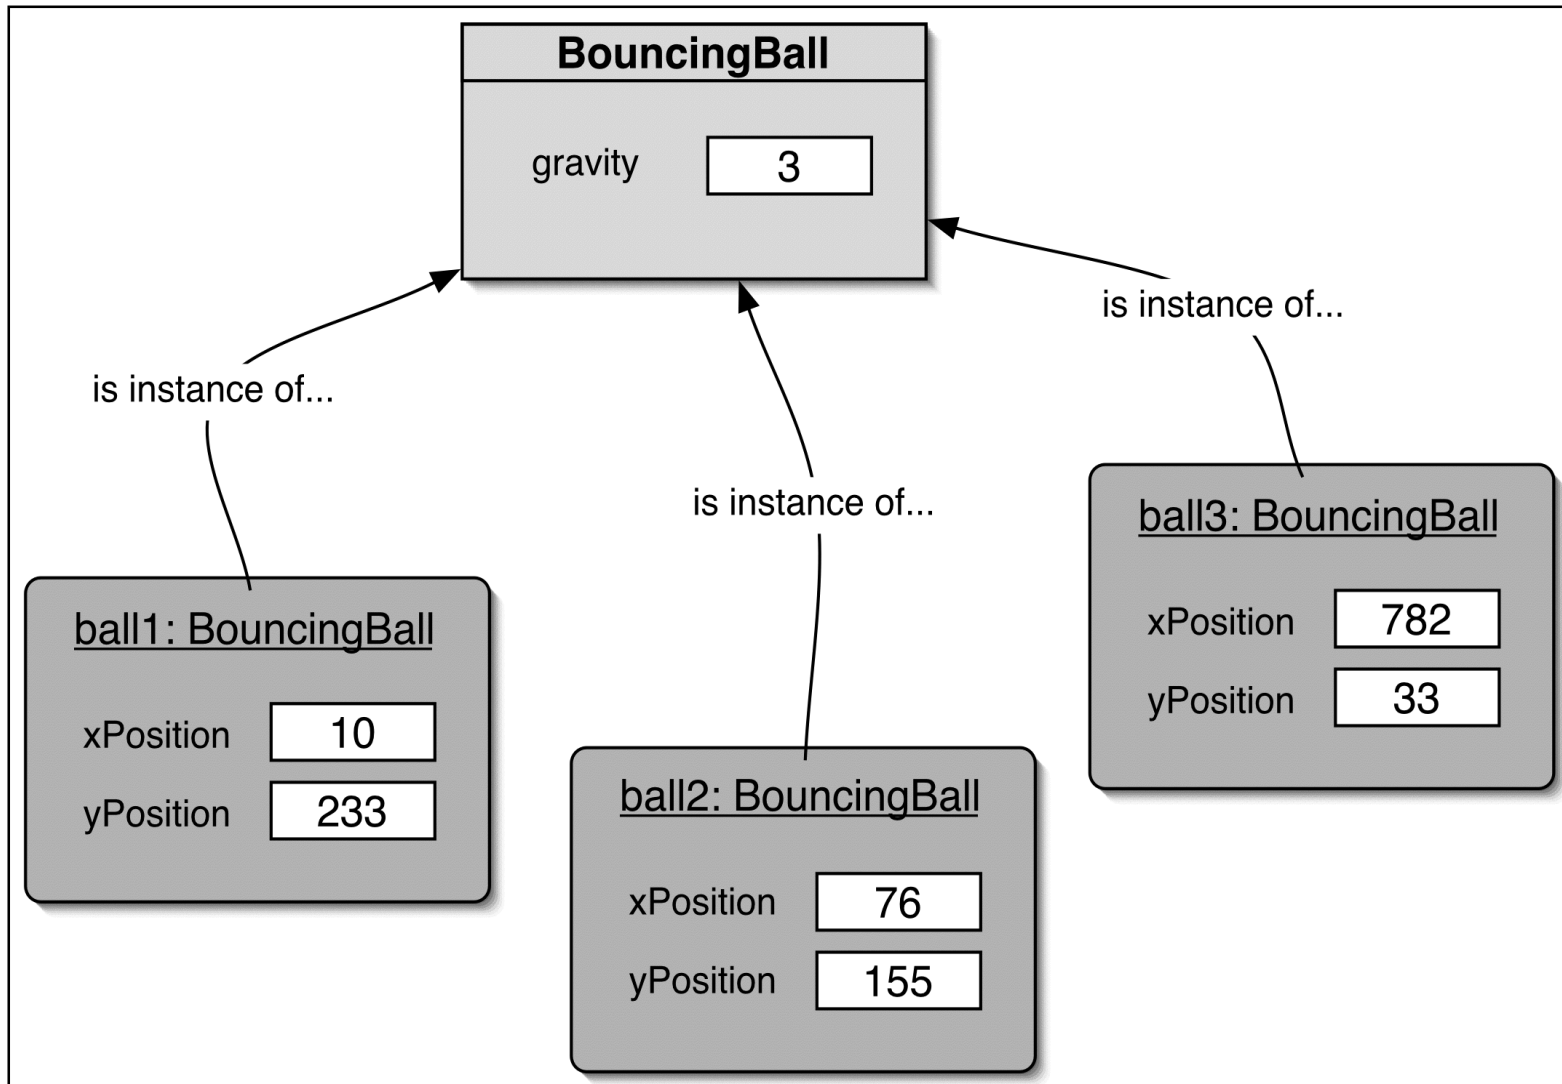 BouncingBall
gravity 3
is instance of...
is instance of...
is instance of...
ball1: BouncingBall
xPosition 10
yPosition 233
ball2: BouncingBall
xPosition 76
yPosition 155
ball3: BouncingBall
xPosition 782
yPosition 33